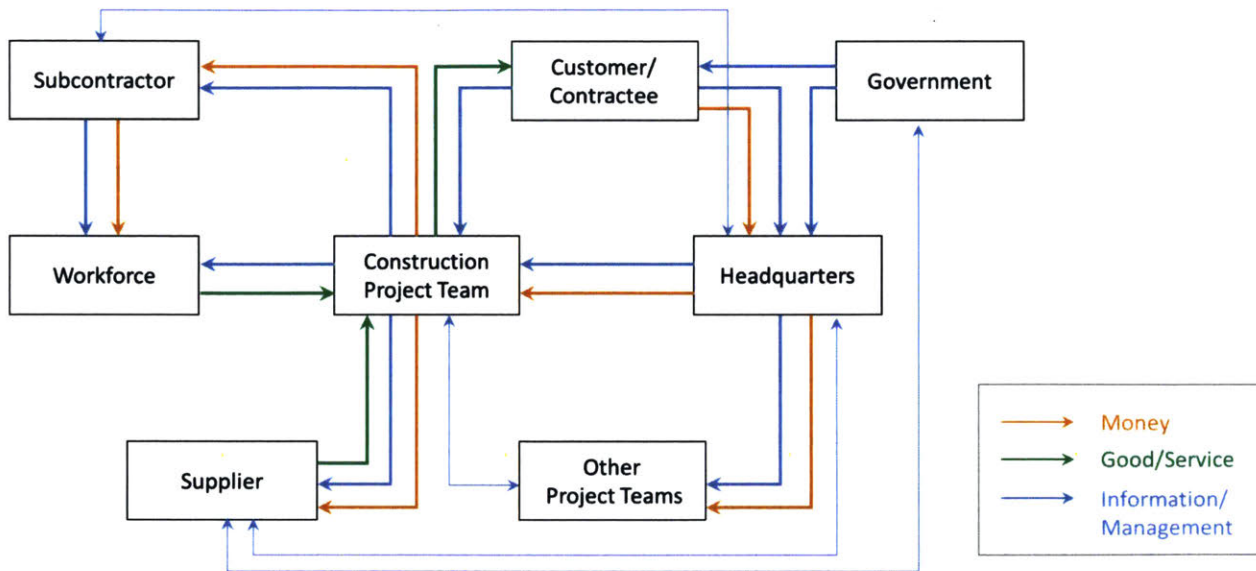 Subcontractor
Customer/
Contractee
Government
Workforce
Construction
Project Team
Headquarters
Supplier
Other
Project Teams
Money
Good/Service
Information/
Management